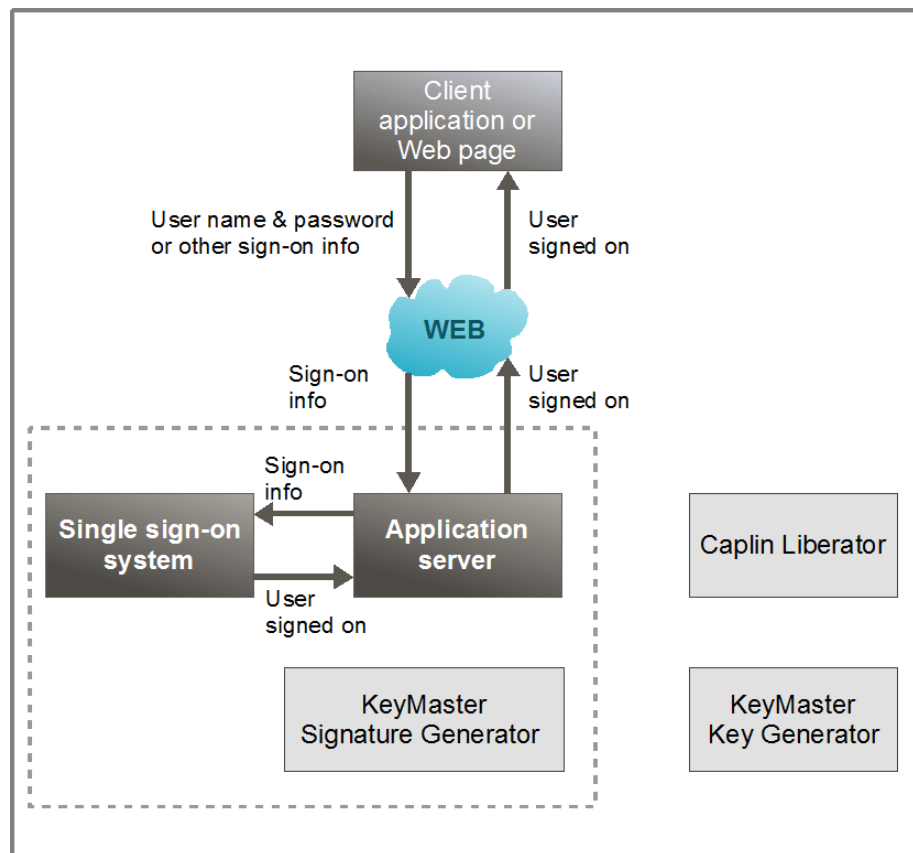 Client
application or
Web page
User name & password
or other sign-on info
User
signed on
WEB
Sign-on
info
User
signed on
Sign-on
info
Single sign-on
system
Application
server
Caplin Liberator
User
signed on
KeyMaster
Signature Generator
KeyMaster
Key Generator